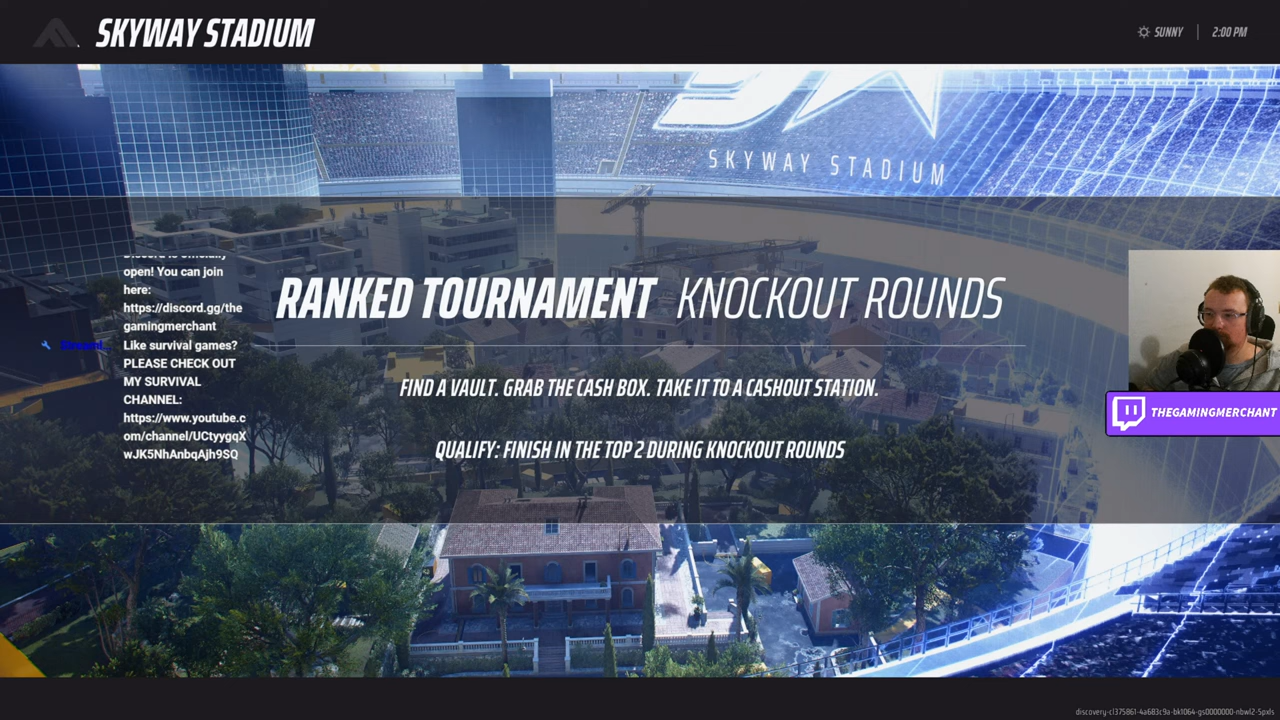 SKYWAY STADIUM
SUNNY
2:00 PM
SKYWAY STADIUM
Discord is officially
open! You can join
here:
https://discord.gg/the
gamingmerchant
Like survival games?
PLEASE CHECK OUT
MY SURVIVAL
CHANNEL:
https://www.youtube.c
om/channel/UCtyygqX
wJK5NhAnbqAjh9SQ
RANKED TOURNAMENT KNOCKOUT ROUNDS
FIND A VAULT. GRAB THE CASH BOX. TAKE IT TO A CASHOUT STATION.
QUALIFY: FINISH IN THE TOP 2 DURING KNOCKOUT ROUNDS
THEGAMINGMERCHANT